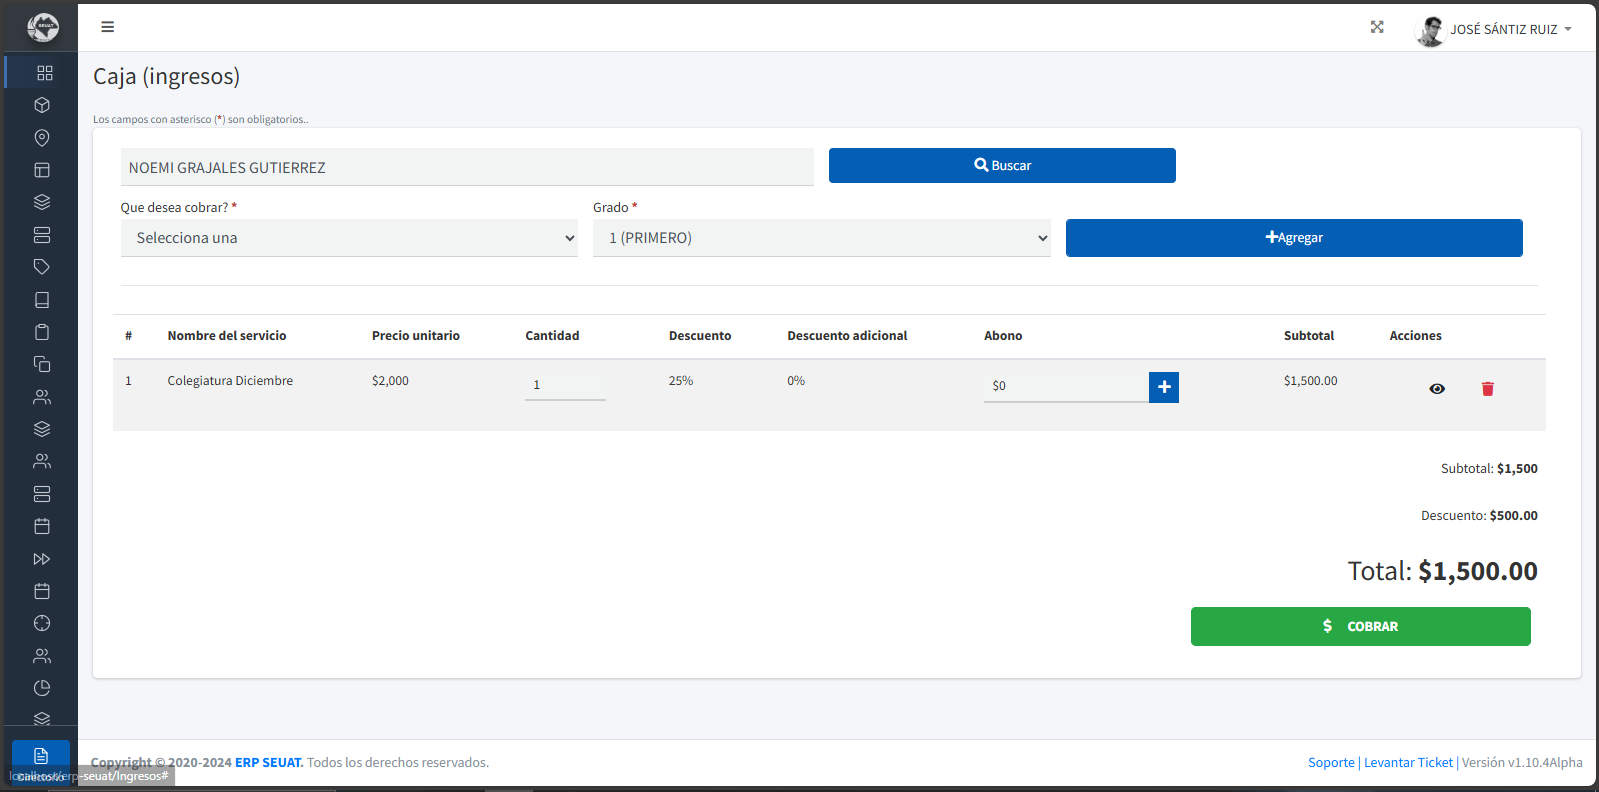 SEUAT
JOSÉ SÁNTIZ RUIZ
Caja (ingresos)
Los campos con asterisco (*) son obligatorios..
NOEMI GRAJALES GUTIERREZ
Buscar
Que desea cobrar? *
Grado *
Selecciona una
1 (PRIMERO)
Agregar
# Nombre del servicio Precio unitario Cantidad Descuento Descuento adicional Abono Subtotal Acciones
1 Colegiatura Diciembre $2,000 1 25% 0% $0 $1,500.00
Subtotal: $1,500
Descuento: $500.00
Total: $1,500.00
$ COBRAR
Copyright © 2020-2024 ERP SEUAT. Todos los derechos reservados.
Soporte | Levantar Ticket | Versión v1.10.4Alpha
localhost/erp-seuat/Ingresos#